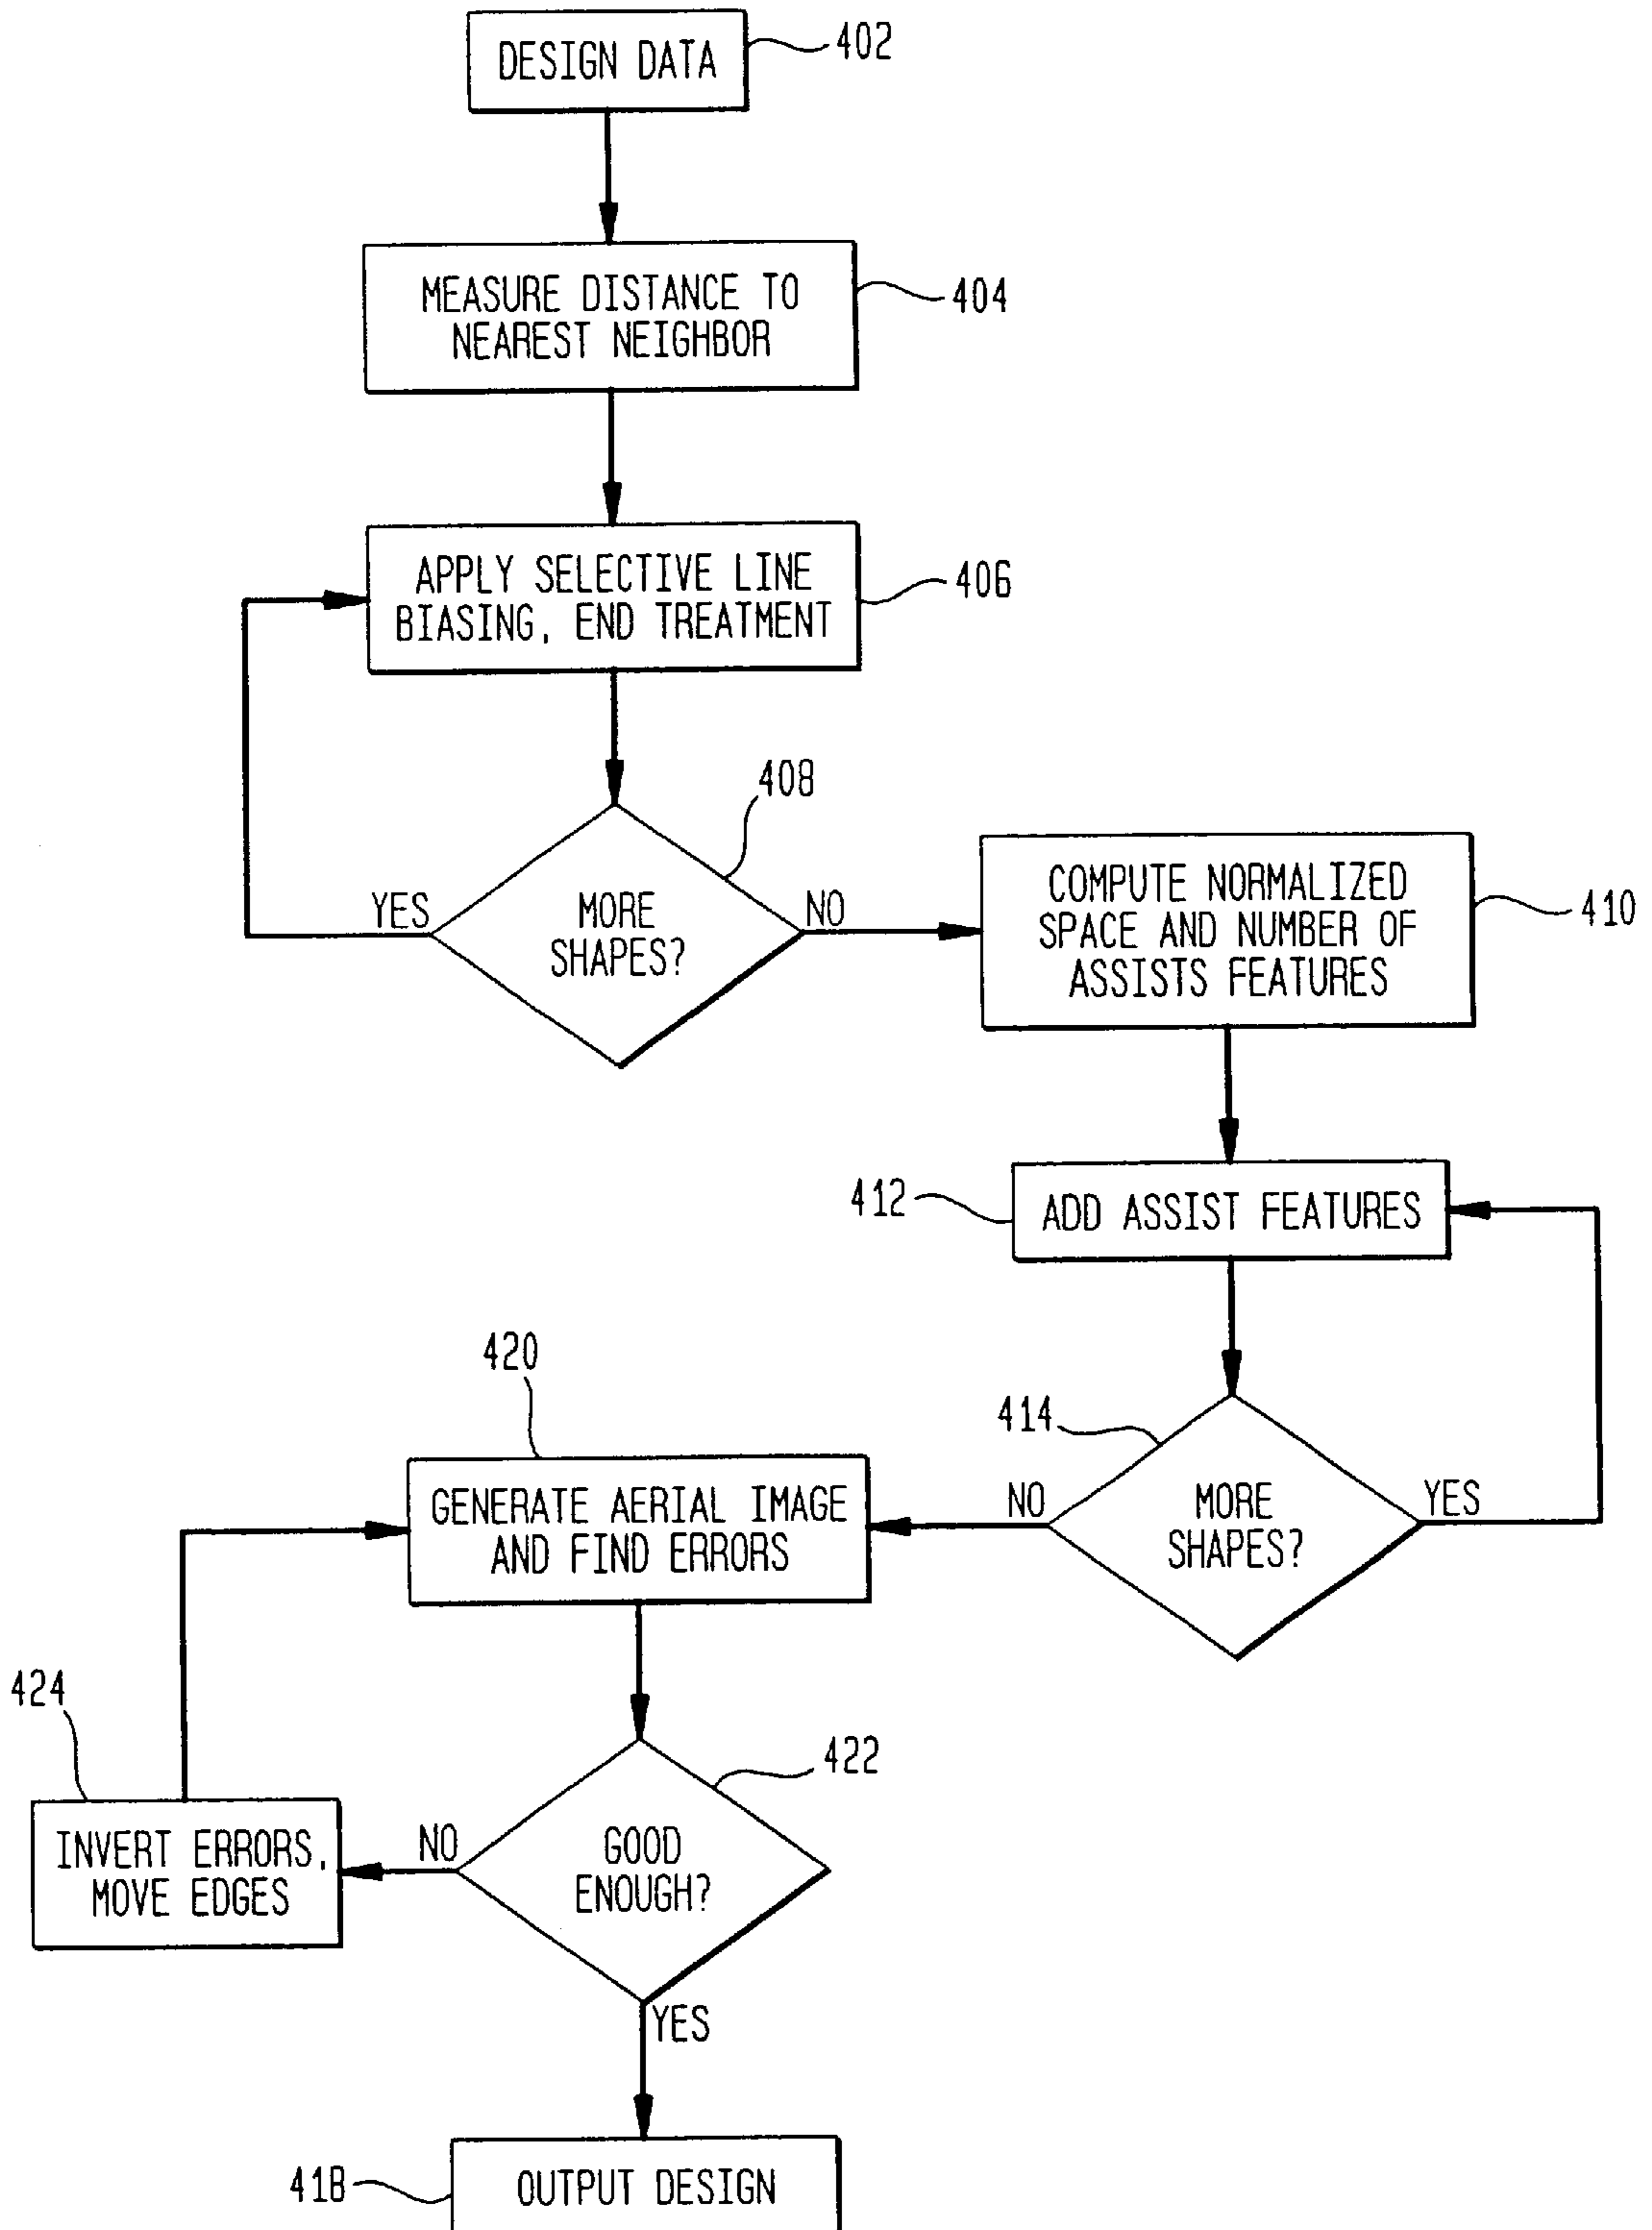 DESIGN DATA
402
MEASURE DISTANCE TO
NEAREST NEIGHBOR
404
APPLY SELECTIVE LINE
BIASING, END TREATMENT
406
408
YES
MORE
SHAPES?
NO
COMPUTE NORMALIZED
SPACE AND NUMBER OF
ASSISTS FEATURES
410
412
ADD ASSIST FEATURES
414
NO
MORE
SHAPES?
YES
420
GENERATE AERIAL IMAGE
AND FIND ERRORS
424
INVERT ERRORS,
MOVE EDGES
NO
422
GOOD
ENOUGH?
YES
418
OUTPUT DESIGN